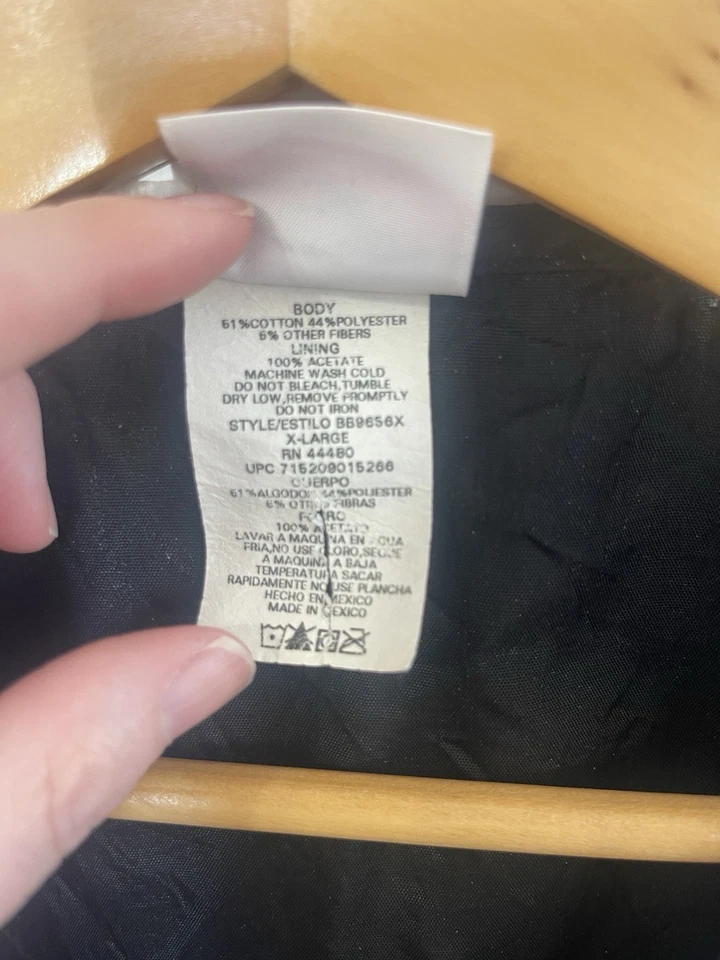 BODY
51%COTTON 44%POLYESTER
5% OTHER FIBERS
LINING
100% ACETATE
MACHINE WASH COLD
DO NOT BLEACH,TUMBLE
DRY LOW,REMOVE PROMPTLY
DO NOT IRON
STYLE/ESTILO BB9656X
X-LARGE
RN 44480
UPC 715209015266
CUERPO
51%ALGODON 44%POLIESTER
5% OTRAS FIBRAS
FORRO
100% ACETATO
LAVAR A MAQUINA EN AGUA
FRIA,NO USE CLORO,SEQUE
A MAQUINA A BAJA
TEMPERATURA SACAR
RAPIDAMENTE NO USE PLANCHA
HECHO EN MEXICO
MADE IN MEXICO